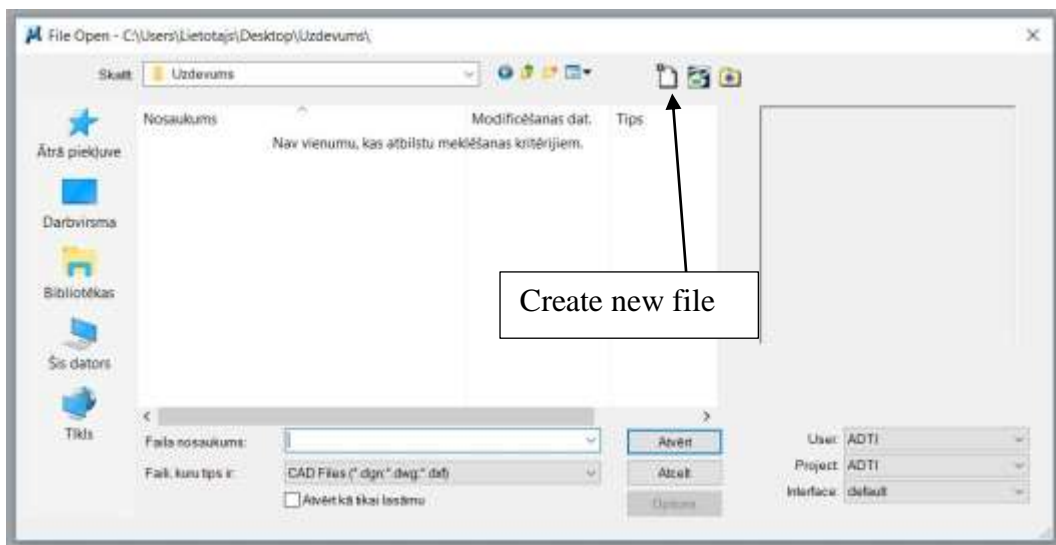 File Open - C:\Users\Lietotajs\Desktop\Uzdevums\
Skatīt: Uzdevums
Nosaukums Modificēšanas dat. Tips
Nav vienumu, kas atbilstu meklēšanas kritērijiem.
Ātrā piekļuve
Darbvirsma
Bibliotēkas
Šis dators
Tīkls
Create new file
Faila nosaukums: Atvērt
Faili, kuru tips ir: CAD Files (*.dgn;*.dwg;*.dxf) Atcelt
Atvērt kā tikai lasāmu Options
User: ADTI
Project: ADTI
Interface: default